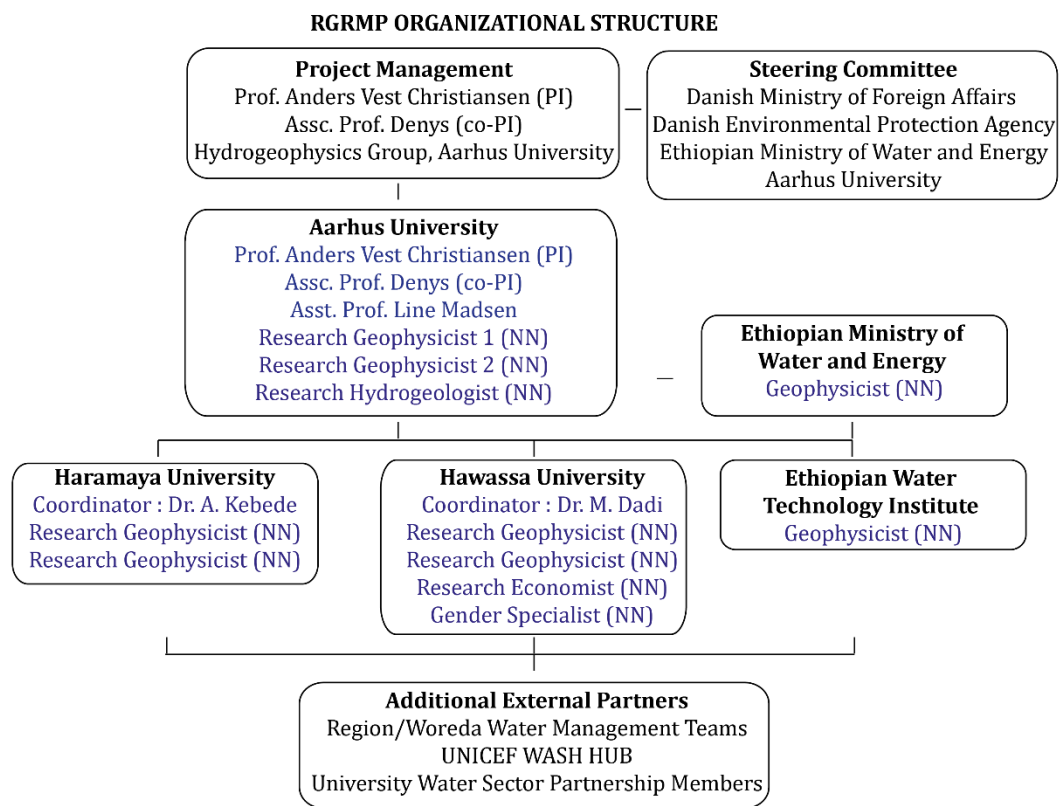 RGRMP ORGANIZATIONAL STRUCTURE
Project Management
Prof. Anders Vest Christiansen (PI)
Assc. Prof. Denys (co-PI)
Hydrogeophysics Group, Aarhus University
Steering Committee
Danish Ministry of Foreign Affairs
Danish Environmental Protection Agency
Ethiopian Ministry of Water and Energy
Aarhus University
Aarhus University
Prof. Anders Vest Christiansen (PI)
Assc. Prof. Denys (co-PI)
Asst. Prof. Line Madsen
Research Geophysicist 1 (NN)
Research Geophysicist 2 (NN)
Research Hydrogeologist (NN)
Ethiopian Ministry of
Water and Energy
Geophysicist (NN)
Haramaya University
Coordinator : Dr. A. Kebede
Research Geophysicist (NN)
Research Geophysicist (NN)
Hawassa University
Coordinator : Dr. M. Dadi
Research Geophysicist (NN)
Research Geophysicist (NN)
Research Economist (NN)
Gender Specialist (NN)
Ethiopian Water
Technology Institute
Geophysicist (NN)
Additional External Partners
Region/Woreda Water Management Teams
UNICEF WASH HUB
University Water Sector Partnership Members